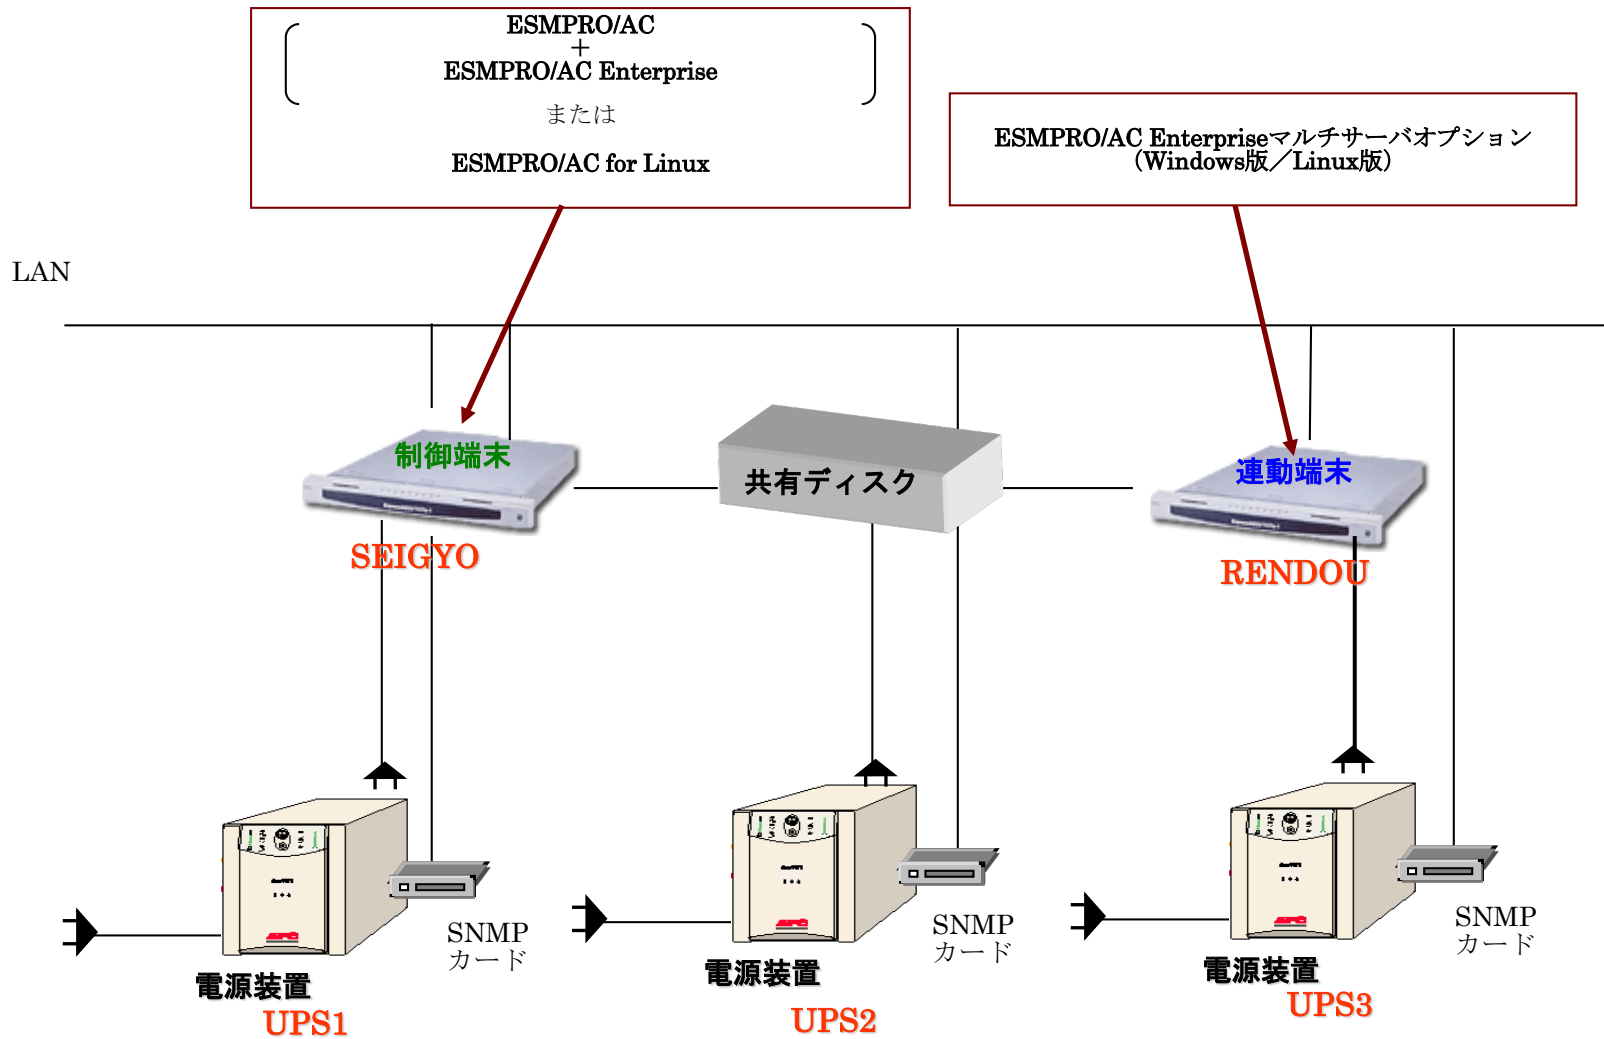 ESMPRO/AC
＋
ESMPRO/AC Enterprise
または
ESMPRO/AC for Linux
ESMPRO/AC Enterpriseマルチサーバオプション
（Windows版／Linux版）
LAN
制御端末
SEIGYO
共有ディスク
連動端末
RENDOU
APC
SNMP
カード
電源装置
UPS1
APC
SNMP
カード
電源装置
UPS2
APC
SNMP
カード
電源装置
UPS3